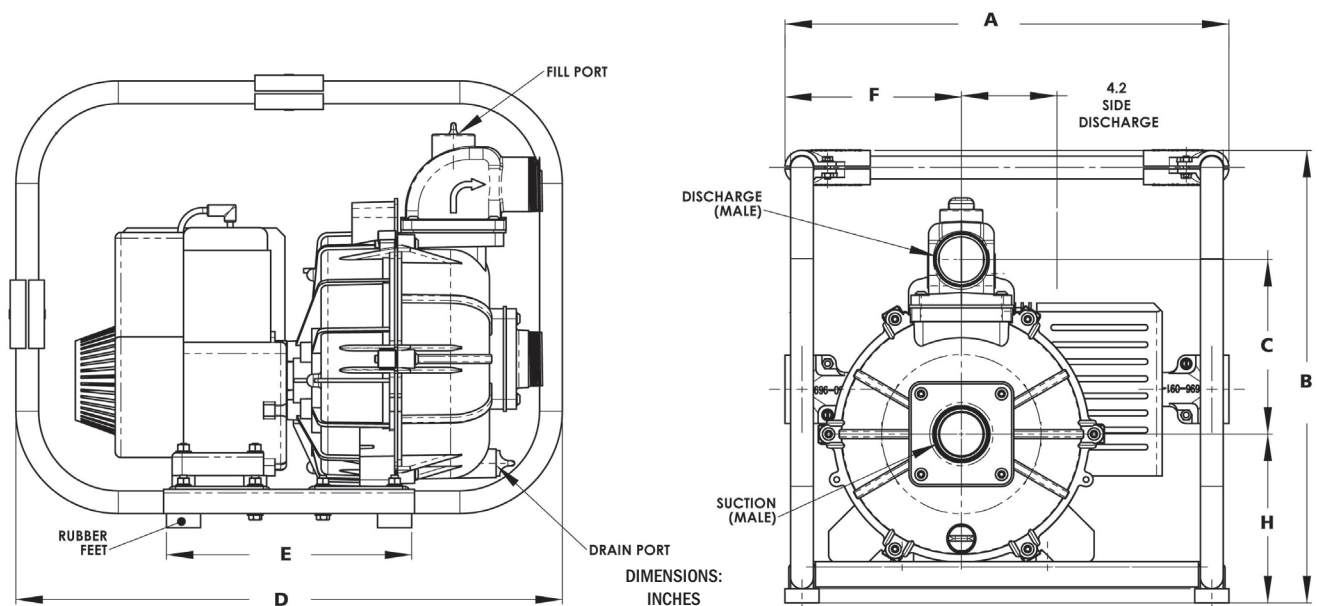 FILL PORT
RUBBER
FEET
E
DRAIN PORT
D
DIMENSIONS:
INCHES
A
F
4.2
SIDE
DISCHARGE
DISCHARGE
(MALE)
C
B
SUCTION
(MALE)
H